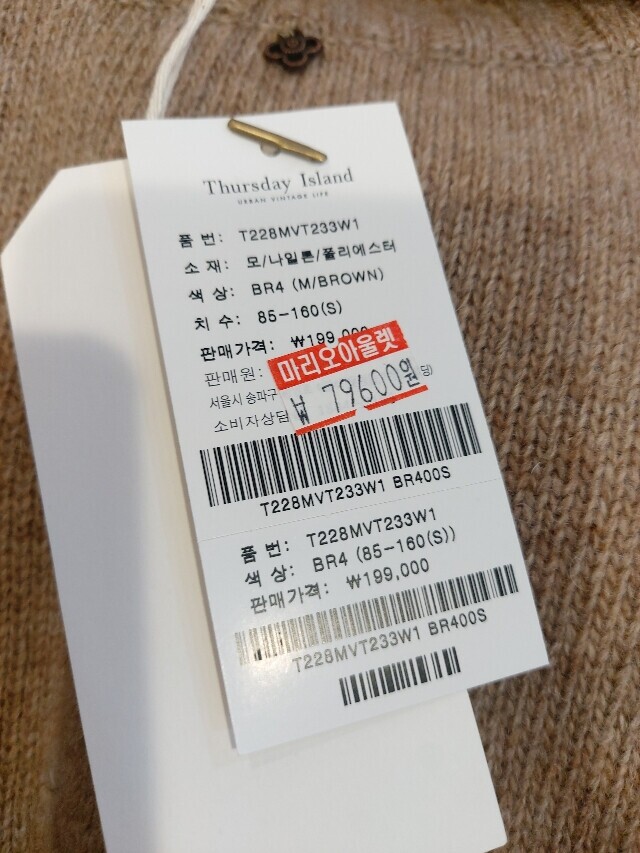 Thursday Island
URBAN VINTAGE LIFE
품 번: T228MVT233W1
소 재: 모/나일론/폴리에스터
색 상: BR4 (M/BROWN)
치 수: 85-160(S)
판매가격: ₩199,000
마리오아울렛
판매원:
서울시 송파구
₩ 79600원
소비자상담
T228MVT233W1 BR400S
품 번: T228MVT233W1
색 상: BR4 (85-160(S))
판매가격: ₩199,000
T228MVT233W1 BR400S